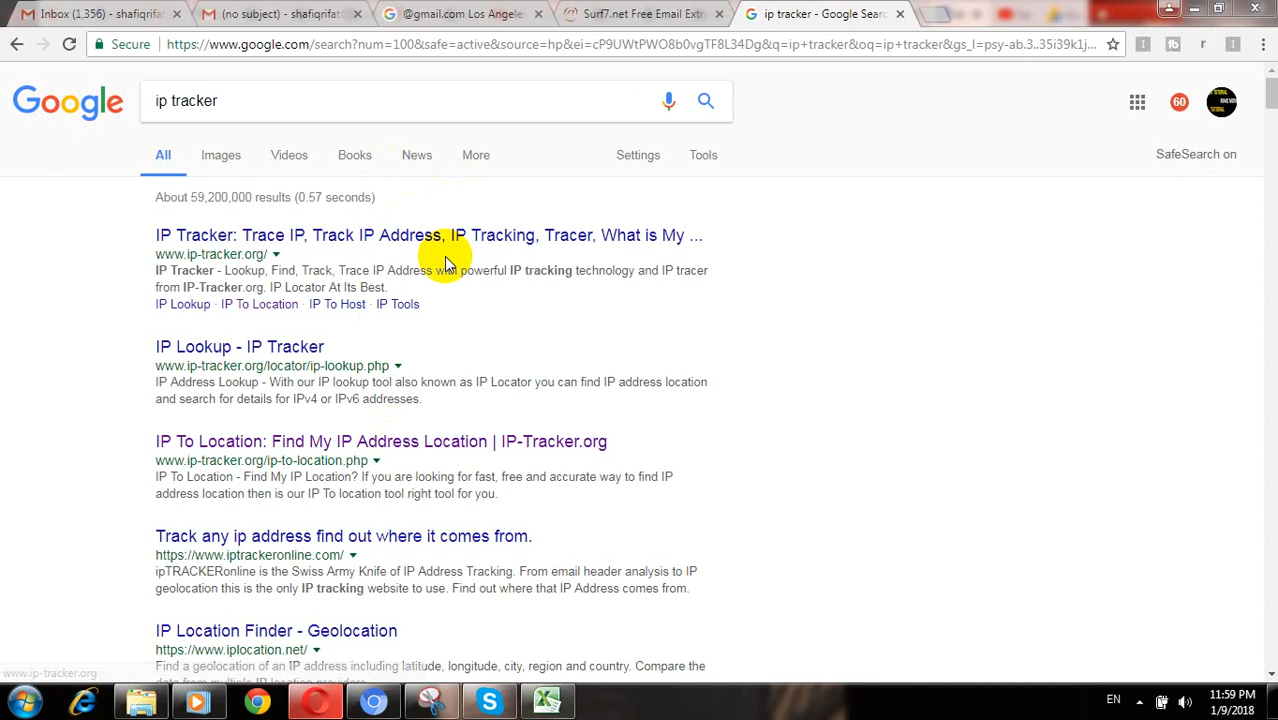 Inbox (1,356) - shafiqrifat
(no subject) - shafiqrifat
@gmail.com Los Angeles
Surf7.net Free Email Extr
ip tracker - Google Sear
Secure
https://www.google.com/search?num=100&safe=active&source=hp&ei=cP9UWtPWO8b0vgTF8L34Dg&q=ip+tracker&oq=ip+tracker&gs_l=psy-ab.3..35i39k1j...
Google
ip tracker
60
All
Images
Videos
Books
News
More
Settings
Tools
SafeSearch on
About 59,200,000 results (0.57 seconds)
IP Tracker: Trace IP, Track IP Address, IP Tracking, Tracer, What is My ...
www.ip-tracker.org/
IP Tracker - Lookup, Find, Track, Trace IP Address with powerful IP tracking technology and IP tracer
from IP-Tracker.org. IP Locator At Its Best.
IP Lookup · IP To Location · IP To Host · IP Tools
IP Lookup - IP Tracker
www.ip-tracker.org/locator/ip-lookup.php
IP Address Lookup - With our IP lookup tool also known as IP Locator you can find IP address location
and search for details for IPv4 or IPv6 addresses.
IP To Location: Find My IP Address Location | IP-Tracker.org
www.ip-tracker.org/ip-to-location.php
IP To Location - Find My IP Location? If you are looking for fast, free and accurate way to find IP
address location then is our IP To location tool right tool for you.
Track any ip address find out where it comes from.
https://www.iptrackeronline.com/
ipTRACKERonline is the Swiss Army Knife of IP Address Tracking. From email header analysis to IP
geolocation this is the only IP tracking website to use. Find out where that IP Address comes from.
IP Location Finder - Geolocation
https://www.iplocation.net/
Find a geolocation of an IP address including latitude, longitude, city, region and country. Compare the
data from multiple IP location providers.
www.ip-tracker.org
EN
11:59 PM
1/9/2018